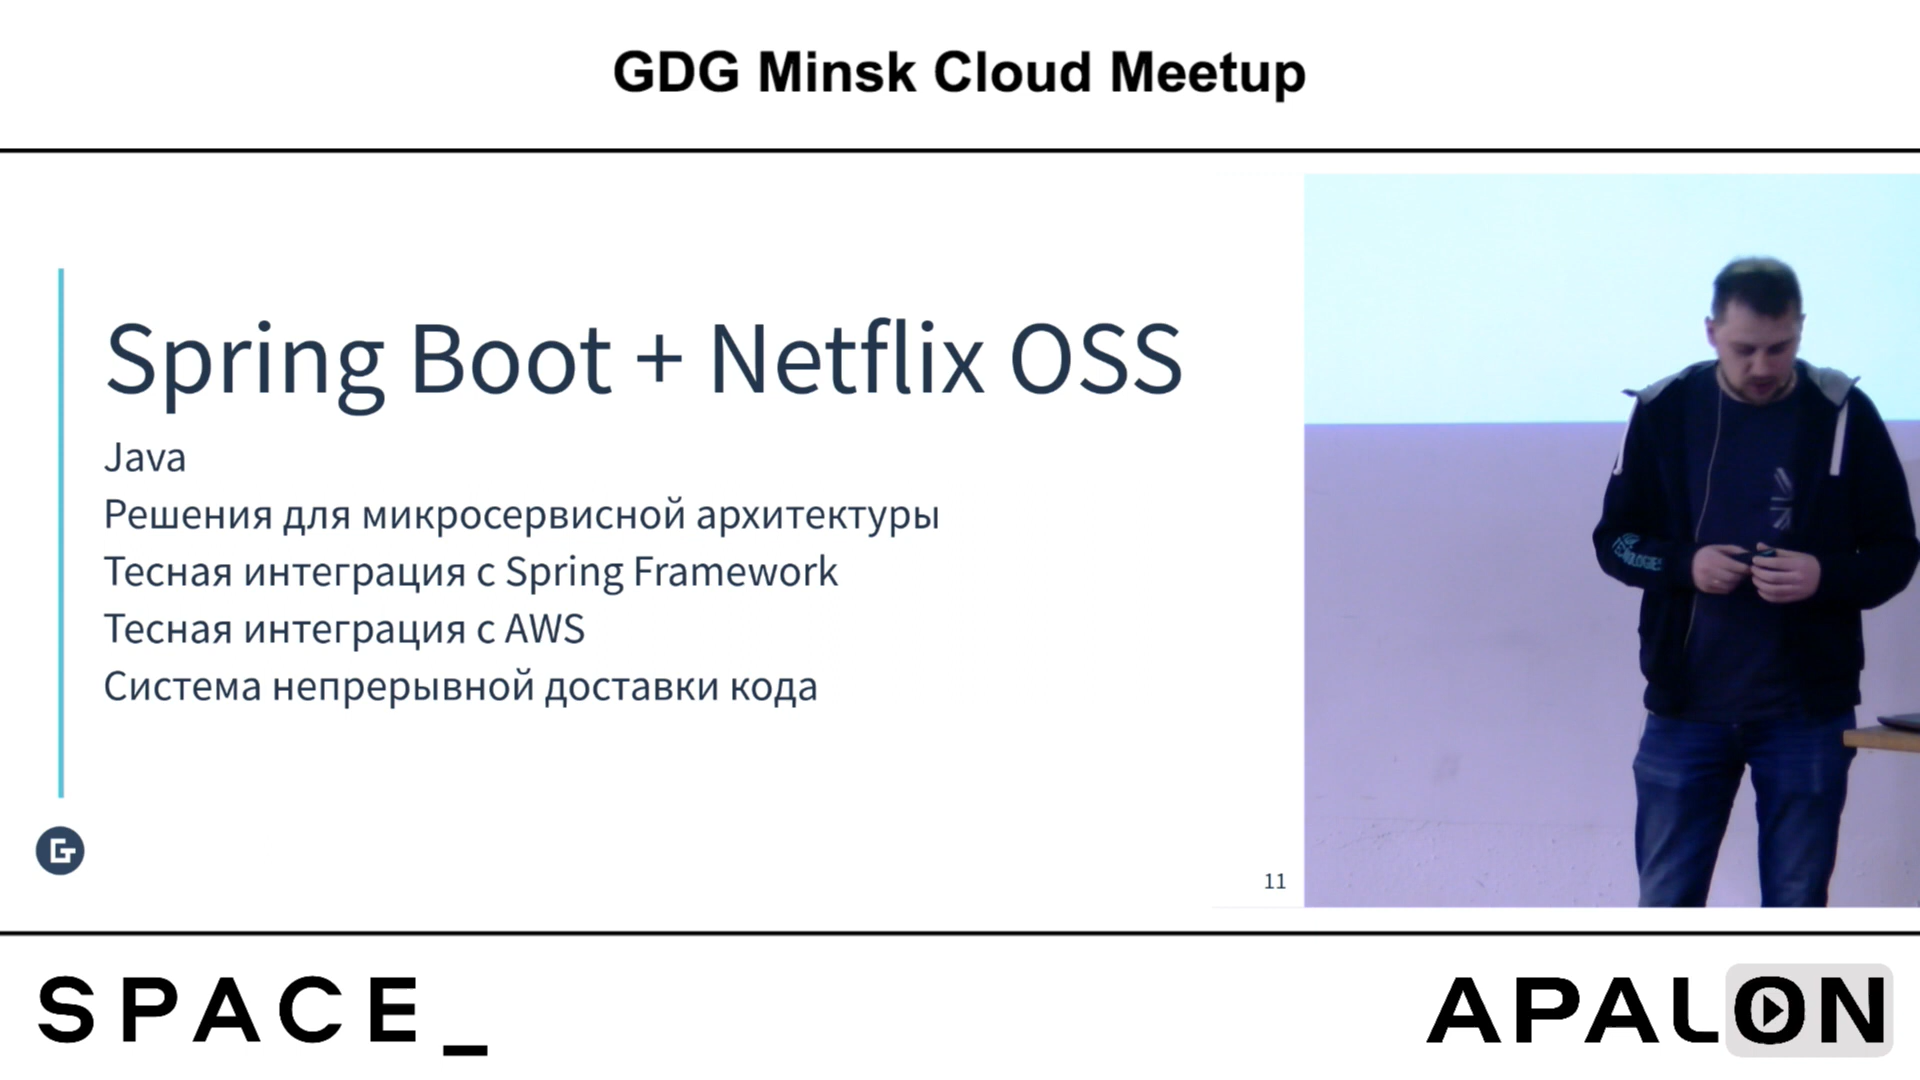 GDG Minsk Cloud Meetup
Spring Boot + Netflix OSS
Java
Решения для микросервисной архитектуры
Тесная интеграция с Spring Framework
Тесная интеграция с AWS
Система непрерывной доставки кода
11
SPACE_
APALON